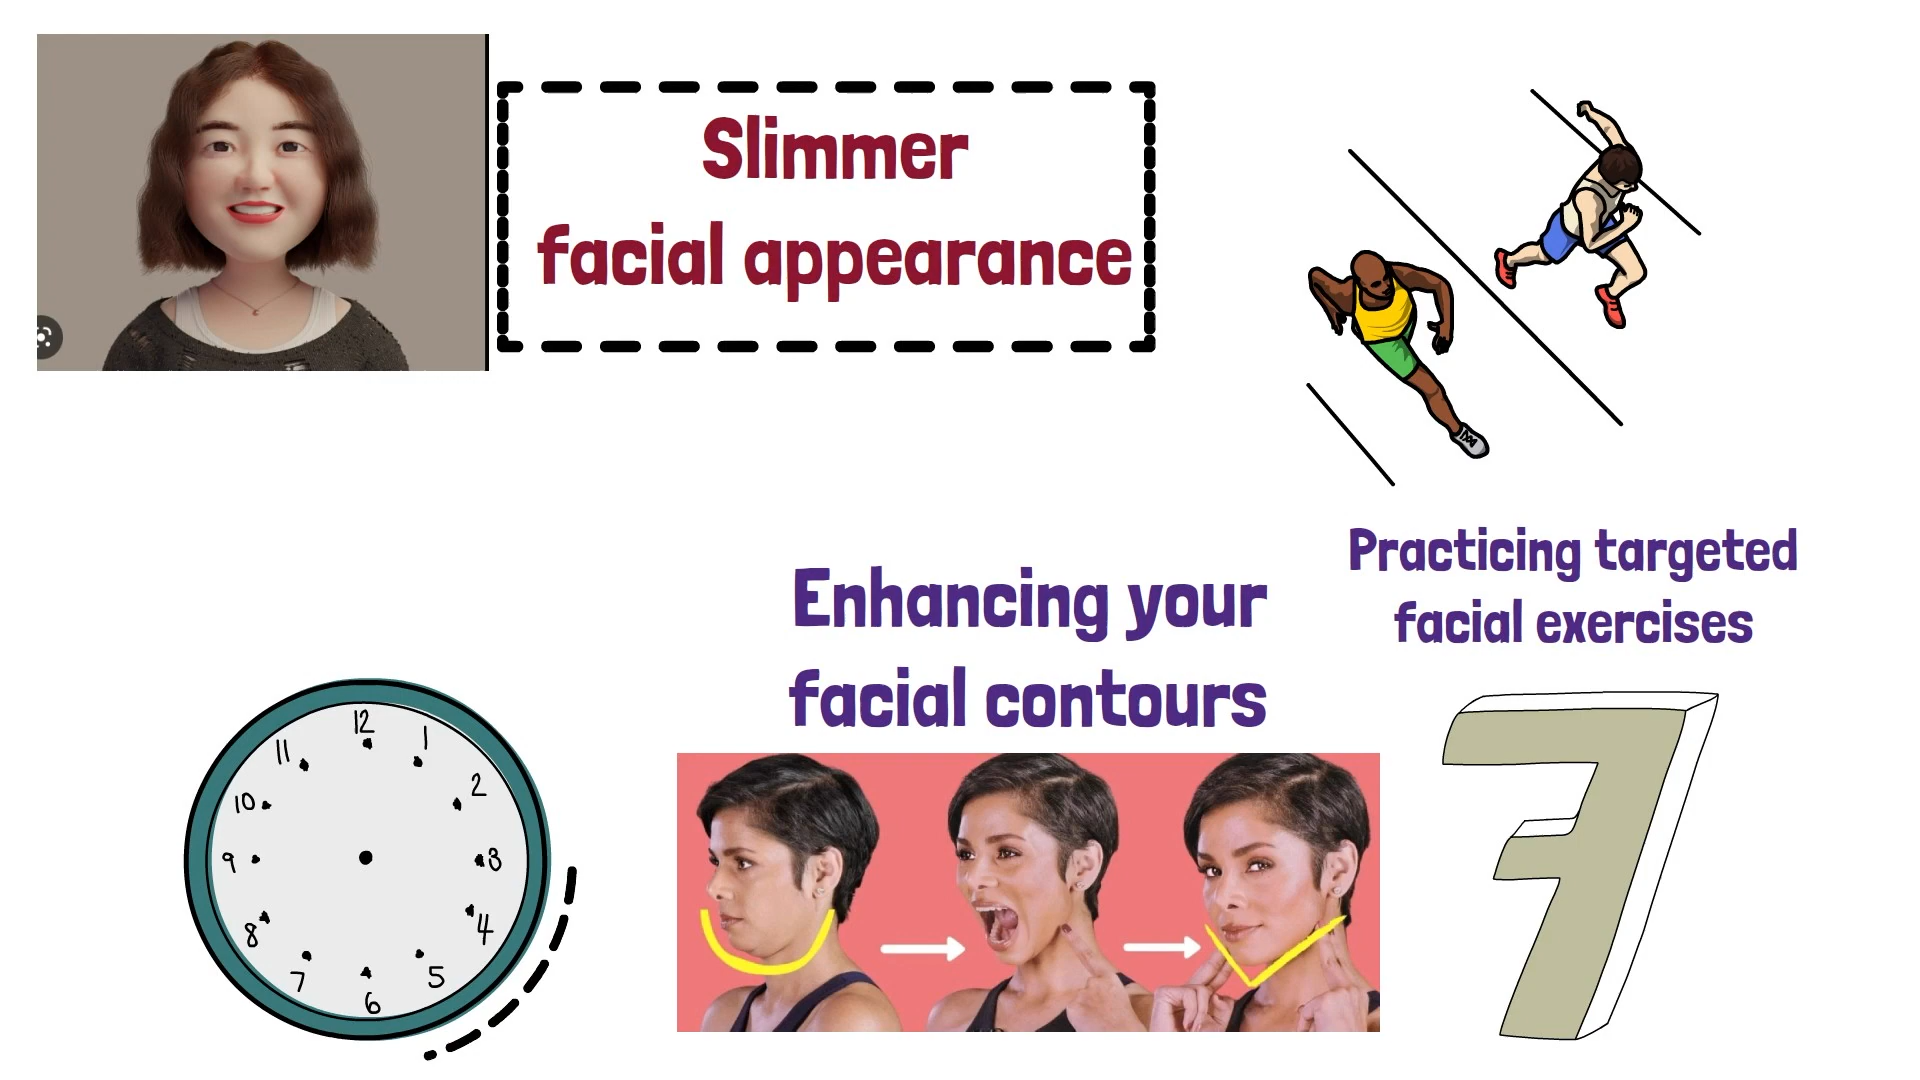 Slimmer
facial appearance
Practicing targeted
facial exercises
Enhancing your
facial contours
12
1
2
3
4
5
6
7
8
9
10
11
7